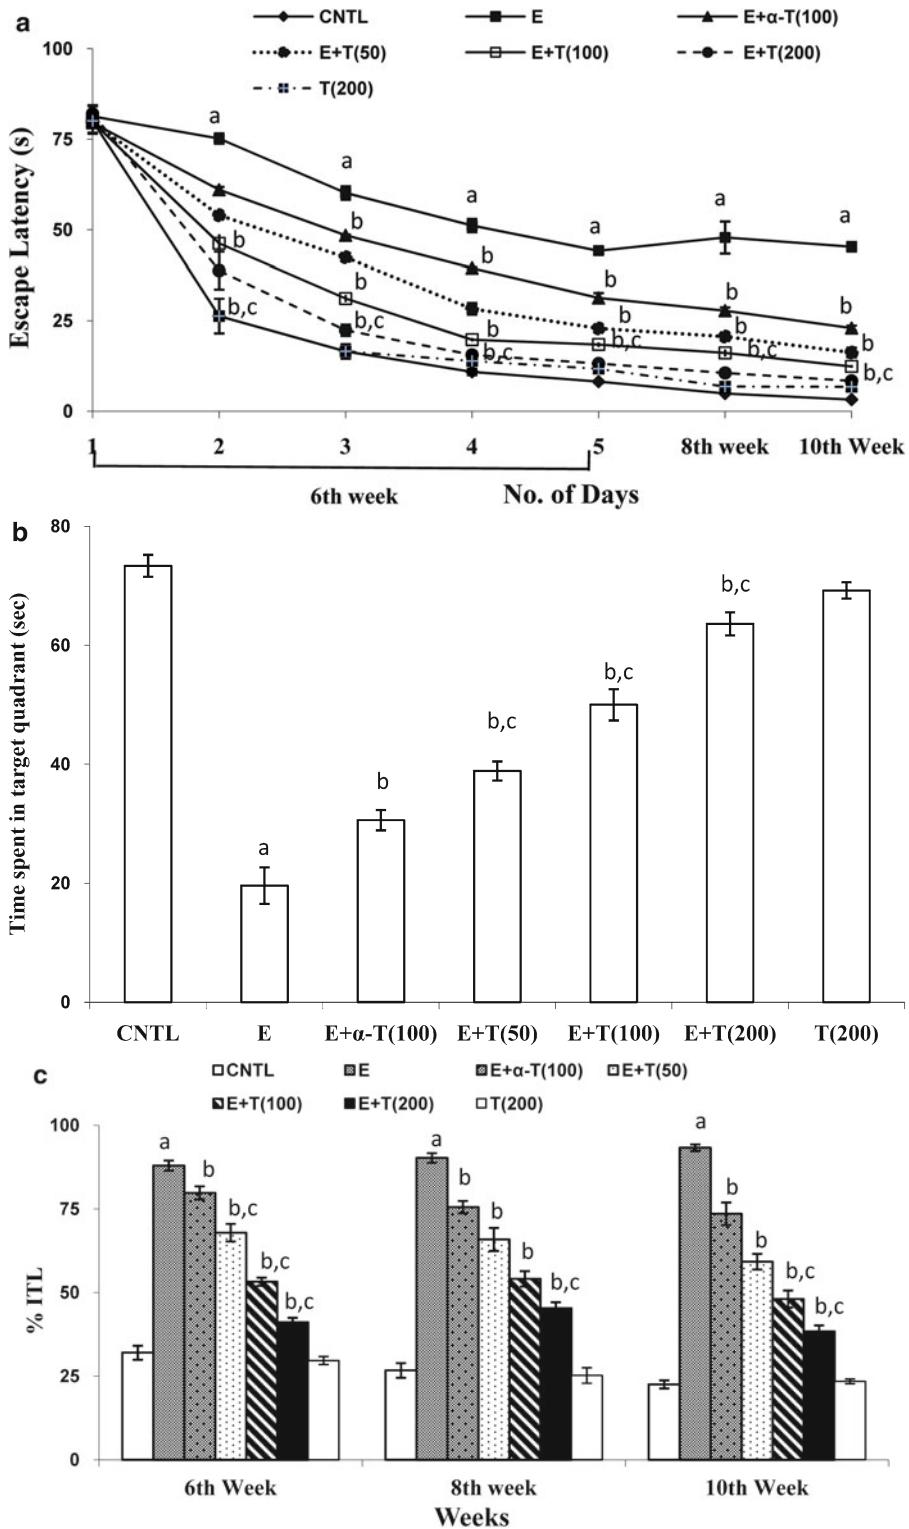 a
CNTL E E+α-T(100)
E+T(50) E+T(100) E+T(200)
T(200)
Escape Latency (s)
100
75
50
25
0
a
a
a
a
a
a
b
b
b
b
b
b
b
b
b
b
b
b
b,c
b,c
b,c
b,c
b,c
b,c
1 2 3 4 5 8th week 10th Week
6th week No. of Days
b
Time spent in target quadrant (sec)
80
60
40
20
0
a
b
b,c
b,c
b,c
CNTL E E+α-T(100) E+T(50) E+T(100) E+T(200) T(200)
c
CNTL E E+α-T(100) E+T(50)
E+T(100) E+T(200) T(200)
% ITL
100
75
50
25
0
a
b
b,c
b,c
b,c
a
b
b
b
b,c
a
b
b
b,c
b,c
6th Week 8th week 10th Week
Weeks